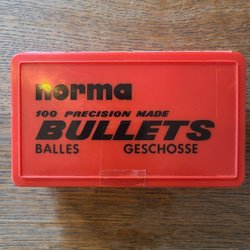 norma
100 PRECISION MADE
BULLETS
BALLES GESCHOSSE